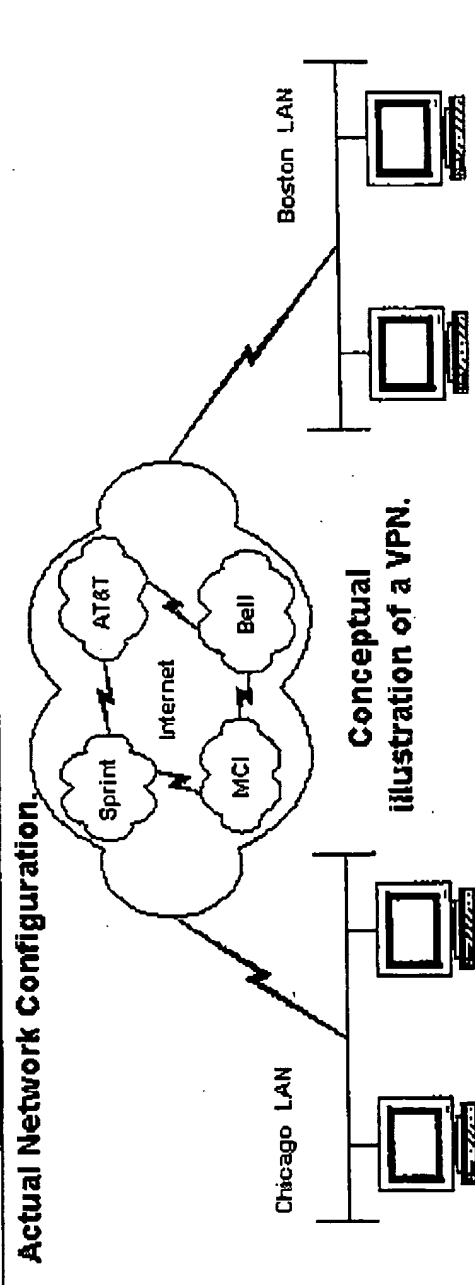 Actual Network Configuration.
Sprint
AT&T
Internet
MCI
Bell
Chicago LAN
Boston LAN
Conceptual
illustration of a VPN.